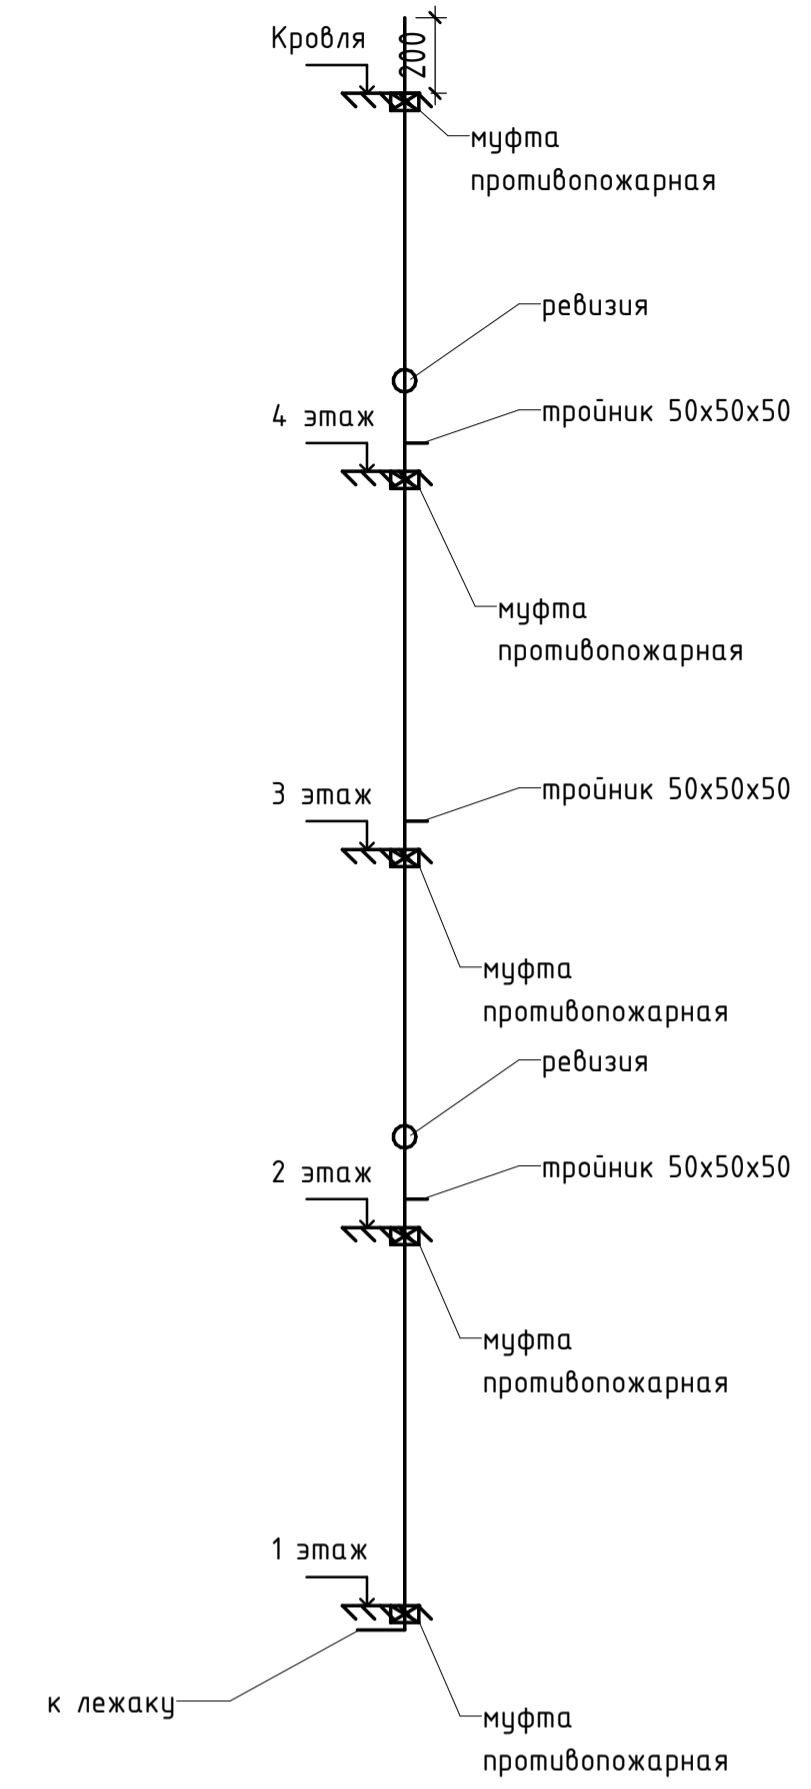 Кровля
200
муфта
противопожарная
ревизия
4 этаж
тройник 50х50х50
муфта
противопожарная
3 этаж
тройник 50х50х50
муфта
противопожарная
ревизия
2 этаж
тройник 50х50х50
муфта
противопожарная
1 этаж
к лежаку
муфта
противопожарная